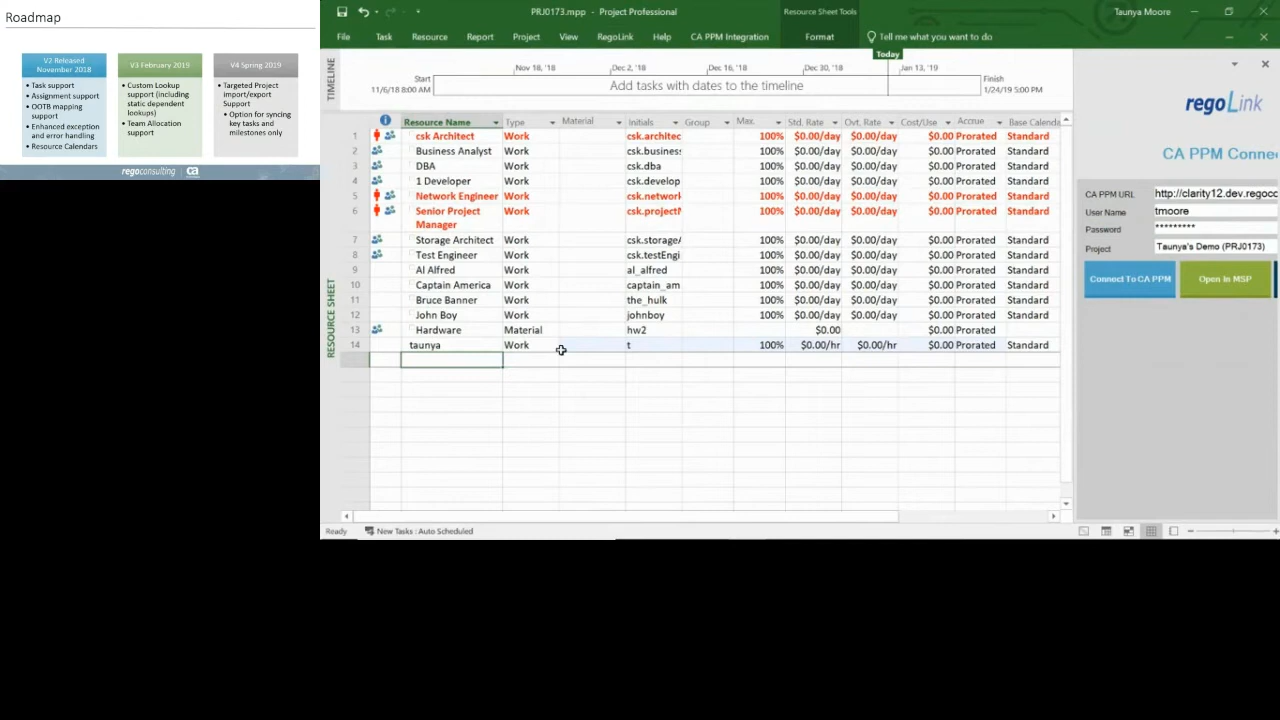 Roadmap
V2 Released
November 2018
• Task support
• Assignment support
• OOTB mapping
support
• Enhanced exception
and error handling
• Resource Calendars
V3 February 2019
• Custom Lookup
support (including
static dependent
lookups)
• Team Allocation
support
V4 Spring 2019
• Targeted Project
import/export
Support
• Option for syncing
key tasks and
milestones only
regoconsulting | ca
PRJ0173.mpp - Project Professional
Resource Sheet Tools
Taunya Moore
File Task Resource Report Project View RegoLink Help CA PPM Integration Format Tell me what you want to do
Today
TIMELINE
Nov 18, '18 Dec 2, '18 Dec 16, '18 Dec 30, '18 Jan 13, '19
Start
11/6/18 8:00 AM
Add tasks with dates to the timeline
Finish
1/24/19 5:00 PM
RESOURCE SHEET
Resource Name Type Material Initials Group Max. Std. Rate Ovt. Rate Cost/Use Accrue Base Calenda
1 csk Architect Work csk.architec 100% $0.00/day $0.00/day $0.00 Prorated Standard
2 Business Analyst Work csk.business 100% $0.00/day $0.00/day $0.00 Prorated Standard
3 DBA Work csk.dba 100% $0.00/day $0.00/day $0.00 Prorated Standard
4 1 Developer Work csk.develop 100% $0.00/day $0.00/day $0.00 Prorated Standard
5 Network Engineer Work csk.network 100% $0.00/day $0.00/day $0.00 Prorated Standard
6 Senior Project Work csk.projectM 100% $0.00/day $0.00/day $0.00 Prorated Standard
Manager
7 Storage Architect Work csk.storageA 100% $0.00/day $0.00/day $0.00 Prorated Standard
8 Test Engineer Work csk.testEngi 100% $0.00/day $0.00/day $0.00 Prorated Standard
9 Al Alfred Work al_alfred 100% $0.00/day $0.00/day $0.00 Prorated Standard
10 Captain America Work captain_am 100% $0.00/day $0.00/day $0.00 Prorated Standard
11 Bruce Banner Work the_hulk 100% $0.00/day $0.00/day $0.00 Prorated Standard
12 John Boy Work johnboy 100% $0.00/day $0.00/day $0.00 Prorated Standard
13 Hardware Material hw2 $0.00 $0.00 Prorated
14 taunya Work t 100% $0.00/hr $0.00/hr $0.00 Prorated Standard
Ready New Tasks : Auto Scheduled
regoLink
CA PPM Connec
CA PPM URL http://clarity12.dev.regoco
User Name tmoore
Password *********
Project Taunya's Demo (PRJ0173)
Connect To CA PPM Open In MSP